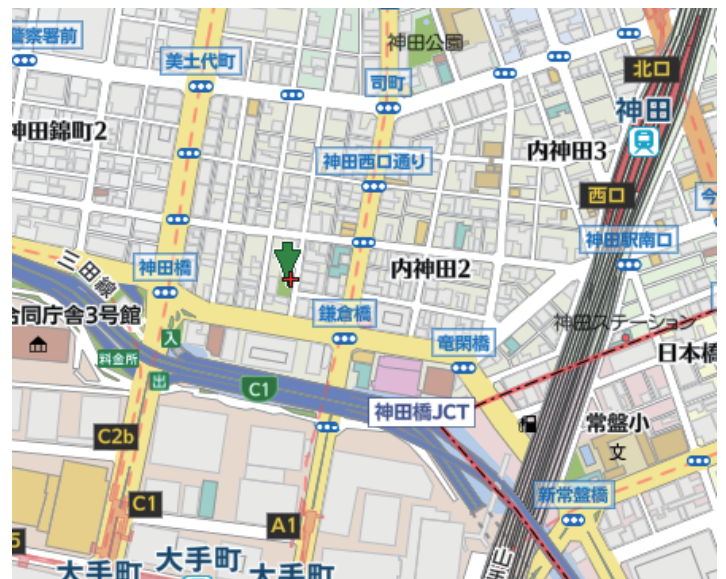 警察署前
美土代町
神田公園
司町
北口
神田
神田錦町2
神田西口通り
内神田3
西口
今
神田橋
三田線
内神田2
神田駅南口
合同庁舎3号館
入
鎌倉橋
神田ステーション
竜閑橋
日本橋
料金所
出
C1
神田橋JCT
常盤小
文
C2b
新常盤橋
C1
A1
5
大手町
大手町
大手町
山手